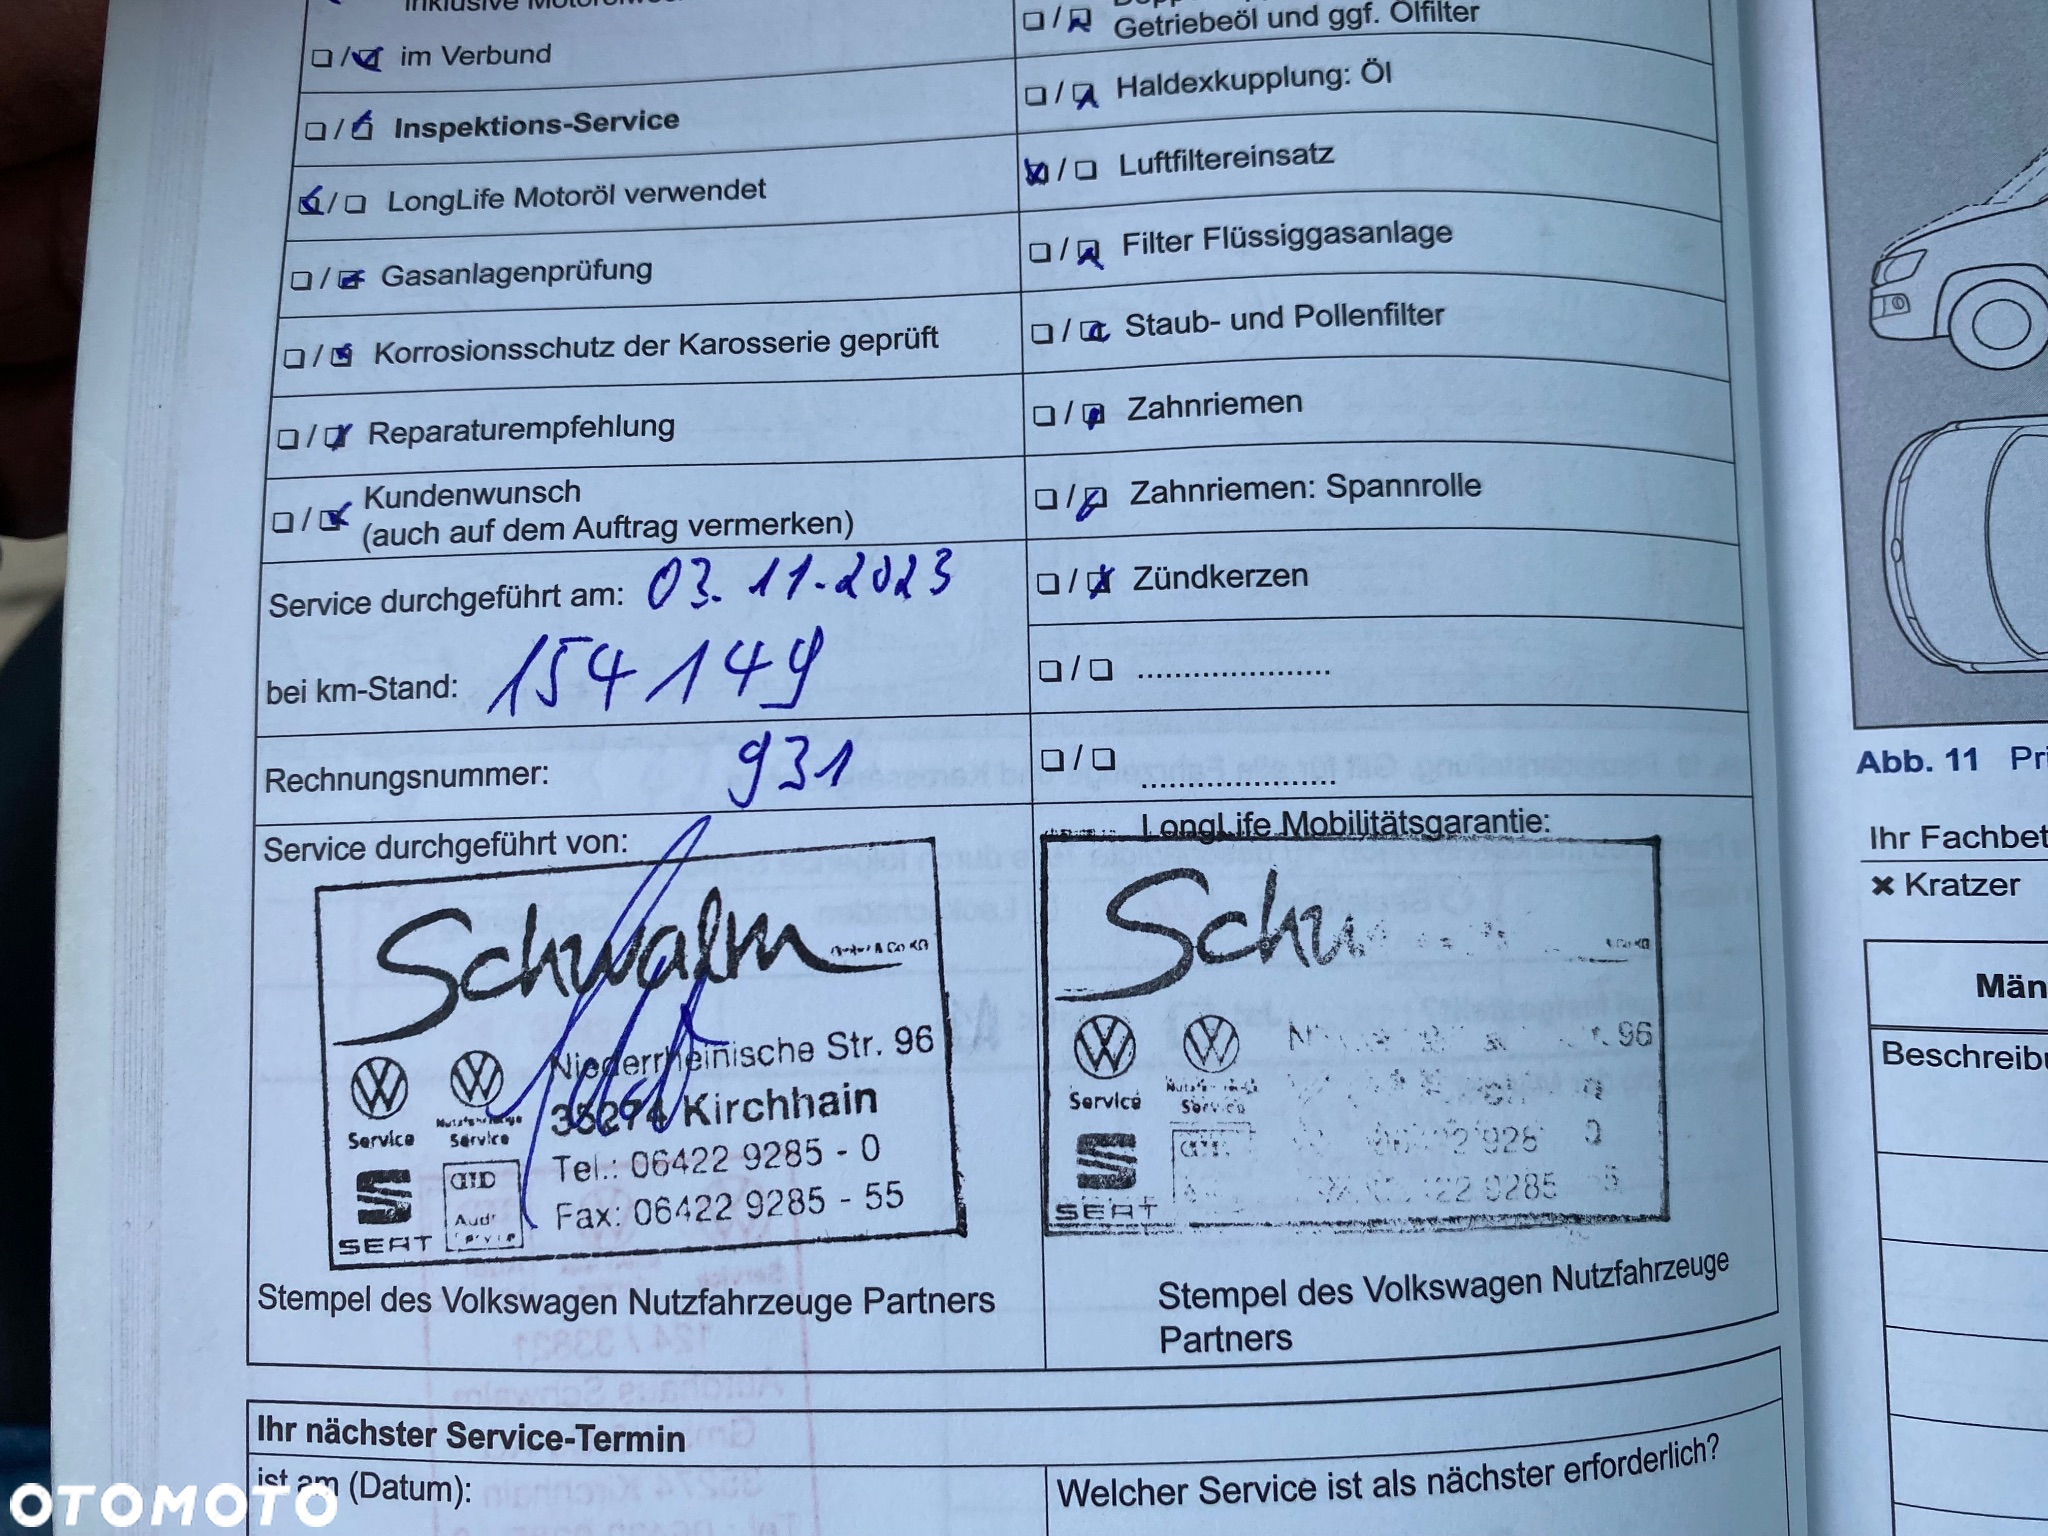 im Verbund
Inspektions-Service
LongLife Motoröl verwendet
Gasanlagenprüfung
Korrosionsschutz der Karosserie geprüft
Reparaturempfehlung
Kundenwunsch
(auch auf dem Auftrag vermerken)
Service durchgeführt am: 03.11.2023
bei km-Stand: 154149
Rechnungsnummer: 931
Service durchgeführt von:
Schwalm
Niederrheinische Str. 96
35274 Kirchhain
Tel.: 06422 9285 - 0
Fax: 06422 9285 - 55
Service
Service
SEAT
Audi
Stempel des Volkswagen Nutzfahrzeuge Partners
Getriebeöl und ggf. Ölfilter
Haldexkupplung: Öl
Luftfiltereinsatz
Filter Flüssiggasanlage
Staub- und Pollenfilter
Zahnriemen
Zahnriemen: Spannrolle
Zündkerzen
.....................
.....................
LongLife Mobilitätsgarantie:
96
Service
Service
SEAT
9285
Stempel des Volkswagen Nutzfahrzeuge
Partners
Ihr nächster Service-Termin
ist am (Datum):
Welcher Service ist als nächster erforderlich?
Abb. 11
Ihr Fachbet
Kratzer
Män
Beschreibu
OTOMOTO